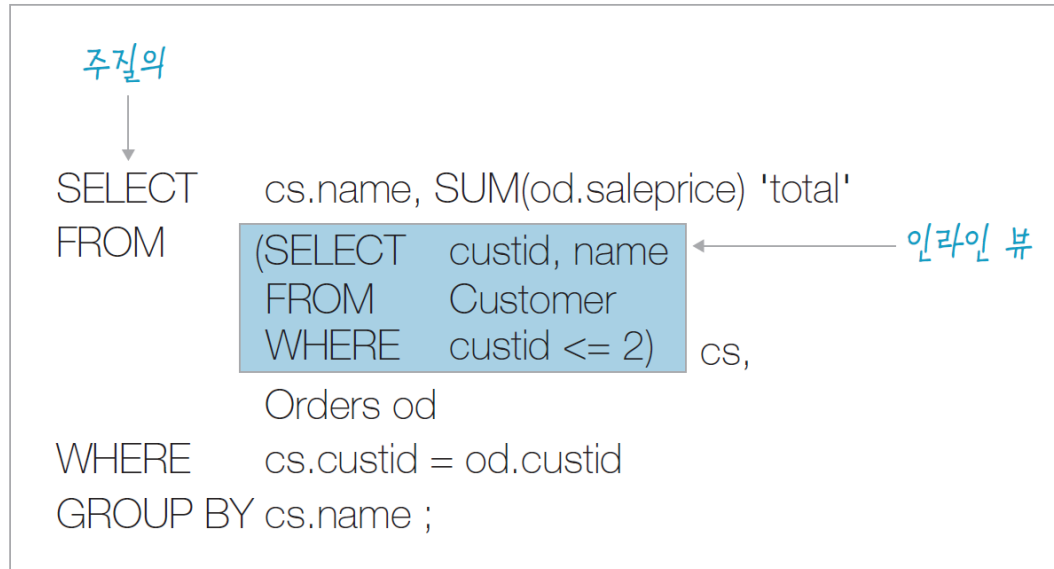 주질의
SELECT cs.name, SUM(od.saleprice) 'total'
FROM (SELECT custid, name
인라인 뷰
FROM Customer
WHERE custid <= 2) cs,
Orders od
WHERE cs.custid = od.custid
GROUP BY cs.name ;